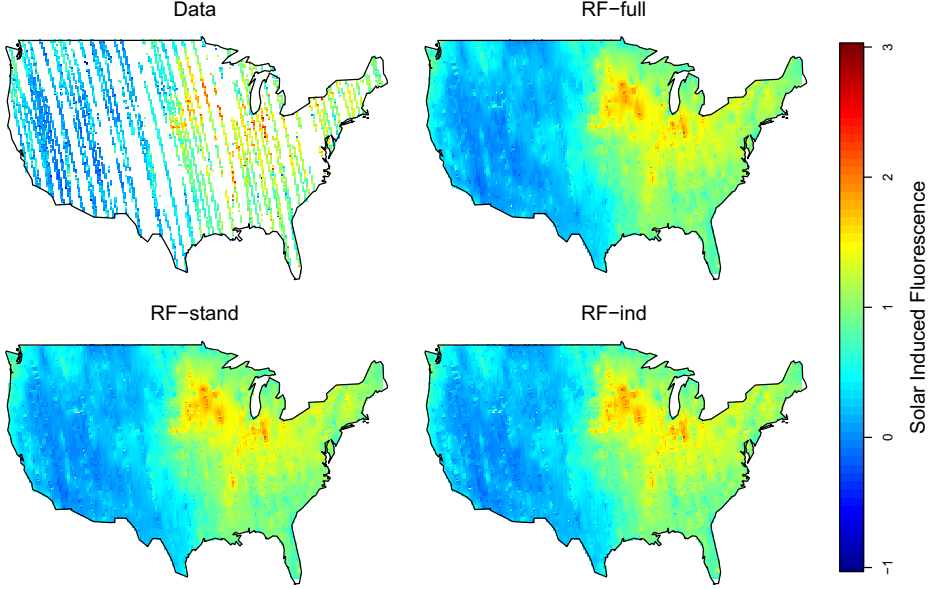 Data
RF−full
RF−stand
RF−ind
3
2
1
0
−1
Solar Induced Fluorescence